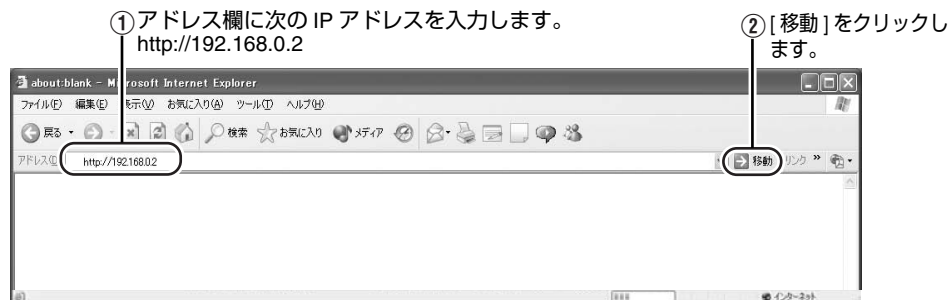 ①アドレス欄に次の IP アドレスを入力します。
http://192.168.0.2
②[ 移動 ] をクリックし
ます。
about:blank - M rosoft Internet Explorer
ファイル(F) 編集(E) 表示(V) お気に入り(A) ツール(T) ヘルプ(H)
戻る 検索 お気に入り メディア
アドレス(D) http://192.168.0.2 移動 リンク »
インターネット